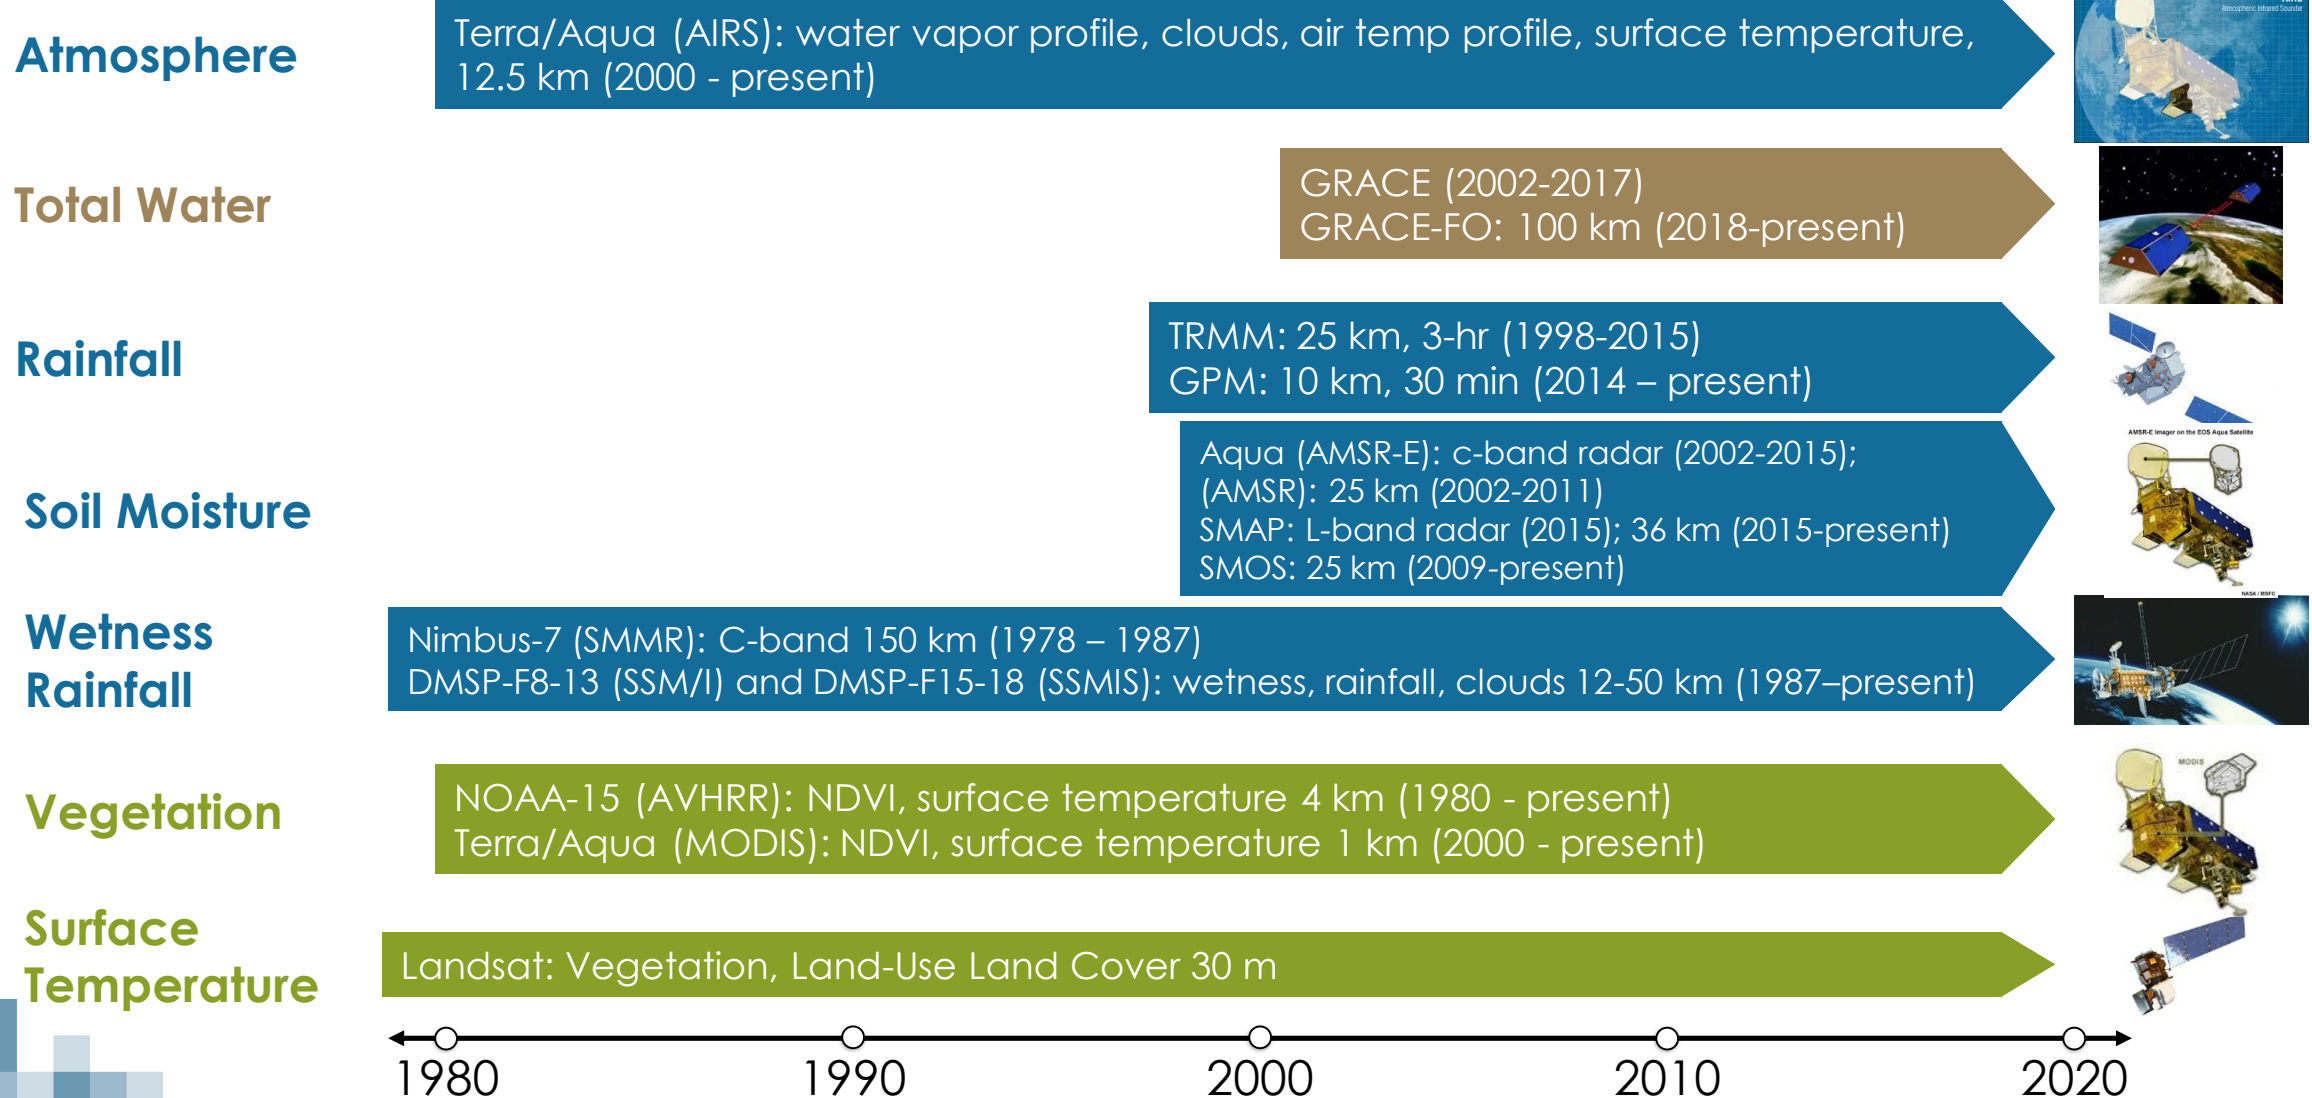 Atmosphere
Terra/Aqua (AIRS): water vapor profile, clouds, air temp profile, surface temperature,
12.5 km (2000 - present)
Atmospheric Infrared Sounder
Total Water
GRACE (2002-2017)
GRACE-FO: 100 km (2018-present)
Rainfall
TRMM: 25 km, 3-hr (1998-2015)
GPM: 10 km, 30 min (2014 – present)
Soil Moisture
Aqua (AMSR-E): c-band radar (2002-2015);
(AMSR): 25 km (2002-2011)
SMAP: L-band radar (2015); 36 km (2015-present)
SMOS: 25 km (2009-present)
AMSR-E Imager on the EOS Aqua Satellite
NASA / MSFC
Wetness
Rainfall
Nimbus-7 (SMMR): C-band 150 km (1978 – 1987)
DMSP-F8-13 (SSM/I) and DMSP-F15-18 (SSMIS): wetness, rainfall, clouds 12-50 km (1987–present)
Vegetation
NOAA-15 (AVHRR): NDVI, surface temperature 4 km (1980 - present)
Terra/Aqua (MODIS): NDVI, surface temperature 1 km (2000 - present)
MODIS
Surface
Temperature
Landsat: Vegetation, Land-Use Land Cover 30 m
1980
1990
2000
2010
2020